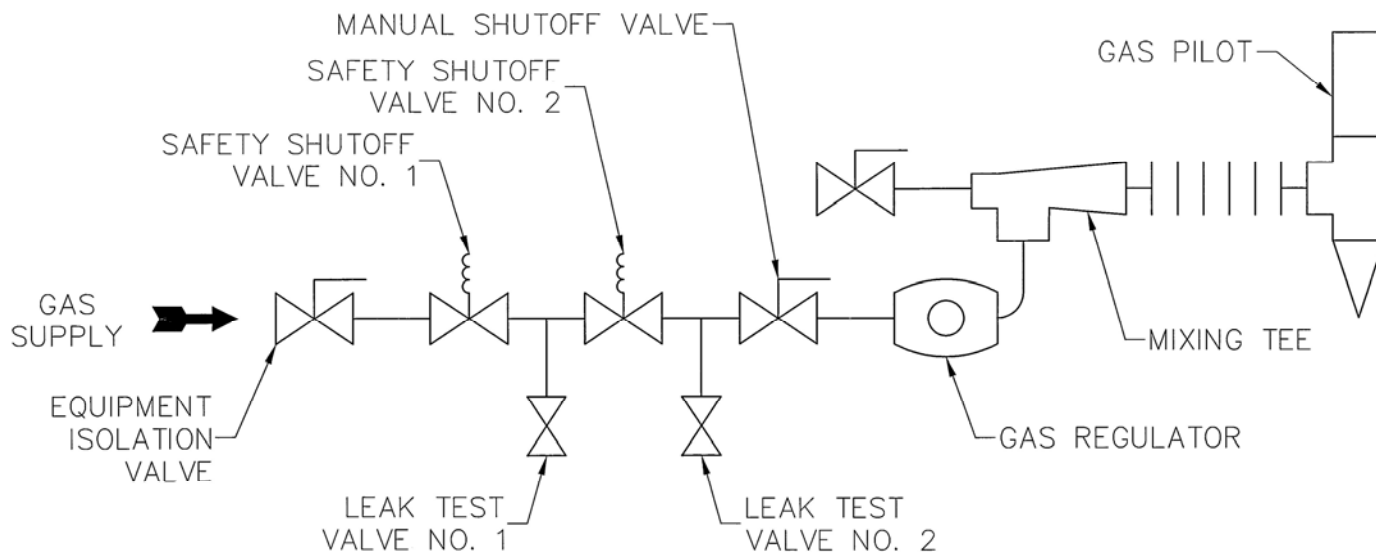 MANUAL SHUTOFF VALVE
SAFETY SHUTOFF
VALVE NO. 2
SAFETY SHUTOFF
VALVE NO. 1
GAS PILOT
GAS
SUPPLY
MIXING TEE
EQUIPMENT
ISOLATION
VALVE
GAS REGULATOR
LEAK TEST
VALVE NO. 1
LEAK TEST
VALVE NO. 2